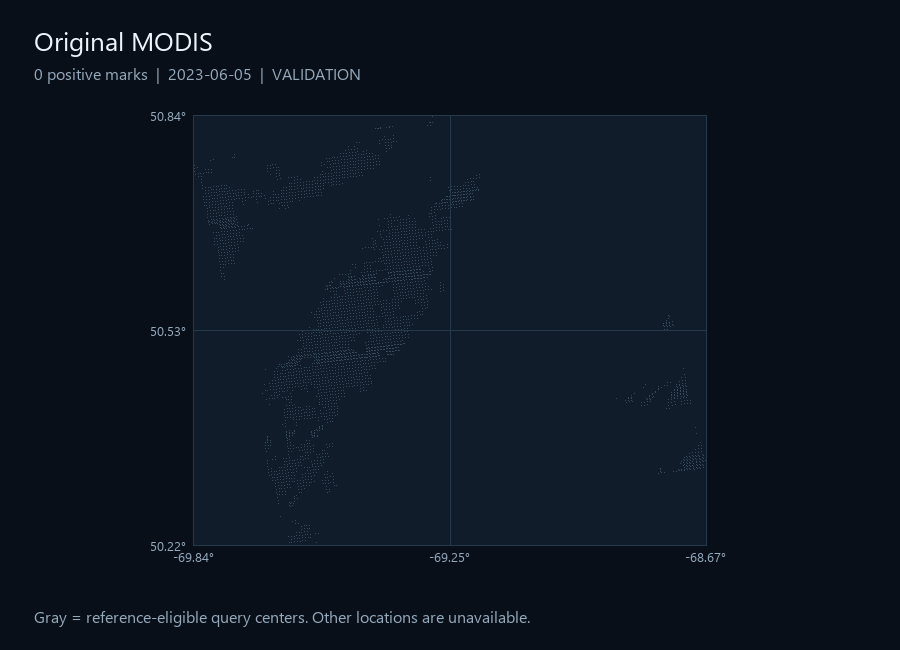 Original MODIS
0 positive marks | 2023-06-05 | VALIDATION
50.84°
50.53°
50.22°
-69.84°
-69.25°
-68.67°
Gray = reference-eligible query centers. Other locations are unavailable.